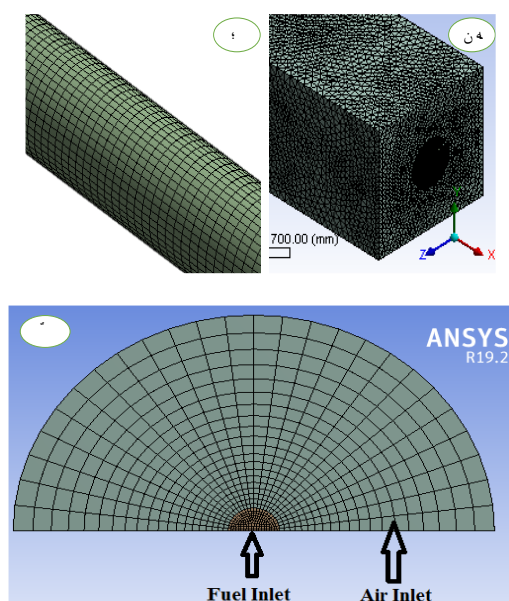 ؛
ﻪ ن
Y
700.00 (mm)
Z
X
ANSYS
R19.2
Fuel Inlet
Air Inlet